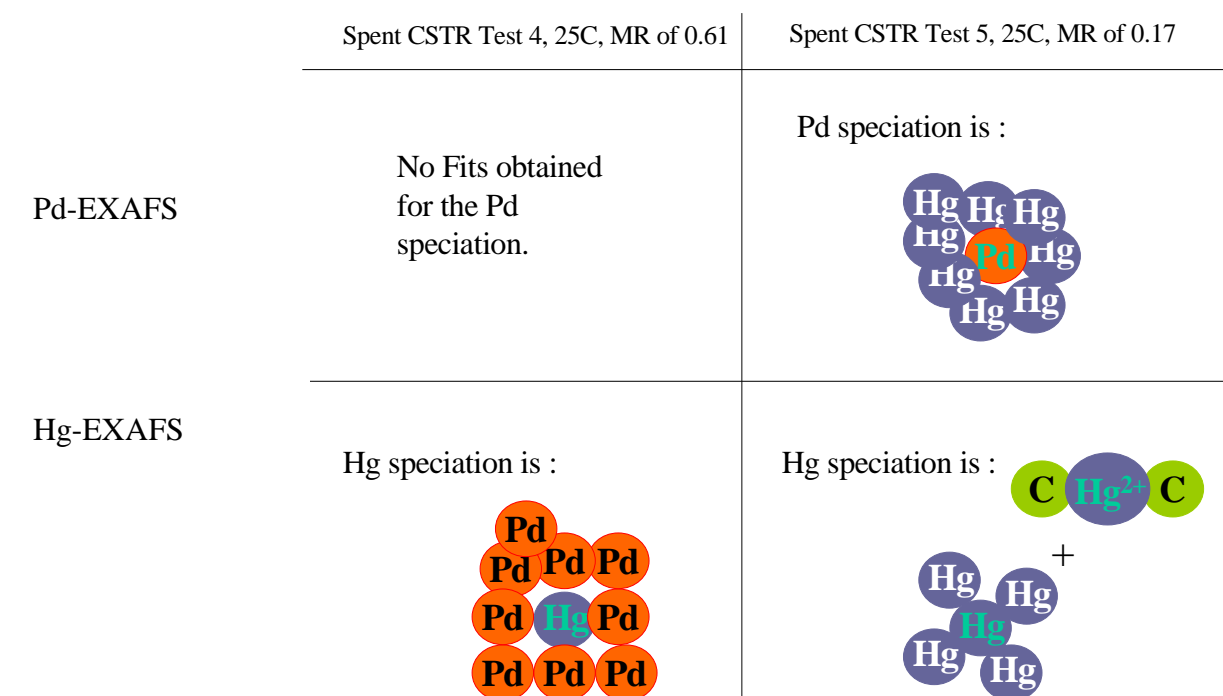 Spent CSTR Test 4, 25C, MR of 0.61
Spent CSTR Test 5, 25C, MR of 0.17
Pd-EXAFS
No Fits obtained
for the Pd
speciation.
Pd speciation is :
Hg Hg Hg
Hg Pd Hg
Hg
Hg Hg
Hg-EXAFS
Hg speciation is :
Pd
Pd Pd Pd
Pd Hg Pd
Pd Pd Pd
Hg speciation is :
C Hg2+ C
+
Hg Hg
Hg
Hg Hg